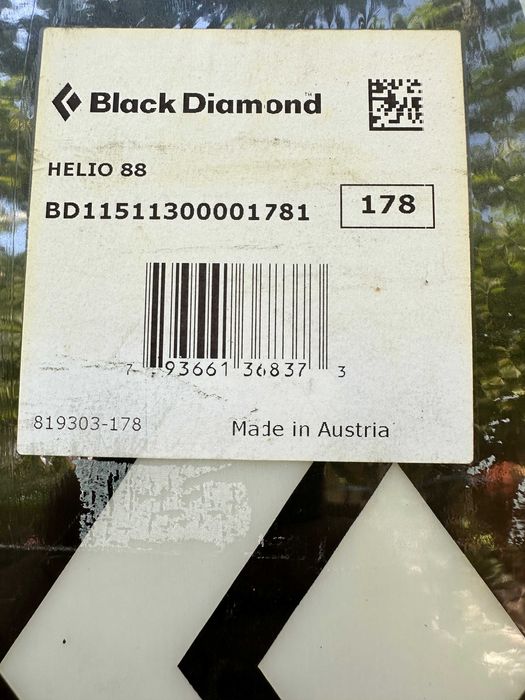 Black Diamond™
HELIO 88
BD11511300001781
178
7 93661 36837 3
819303-178
Made in Austria